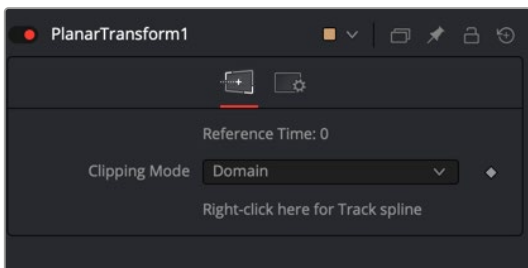 PlanarTransform1
Reference Time: 0
Clipping Mode Domain
Right-click here for Track spline